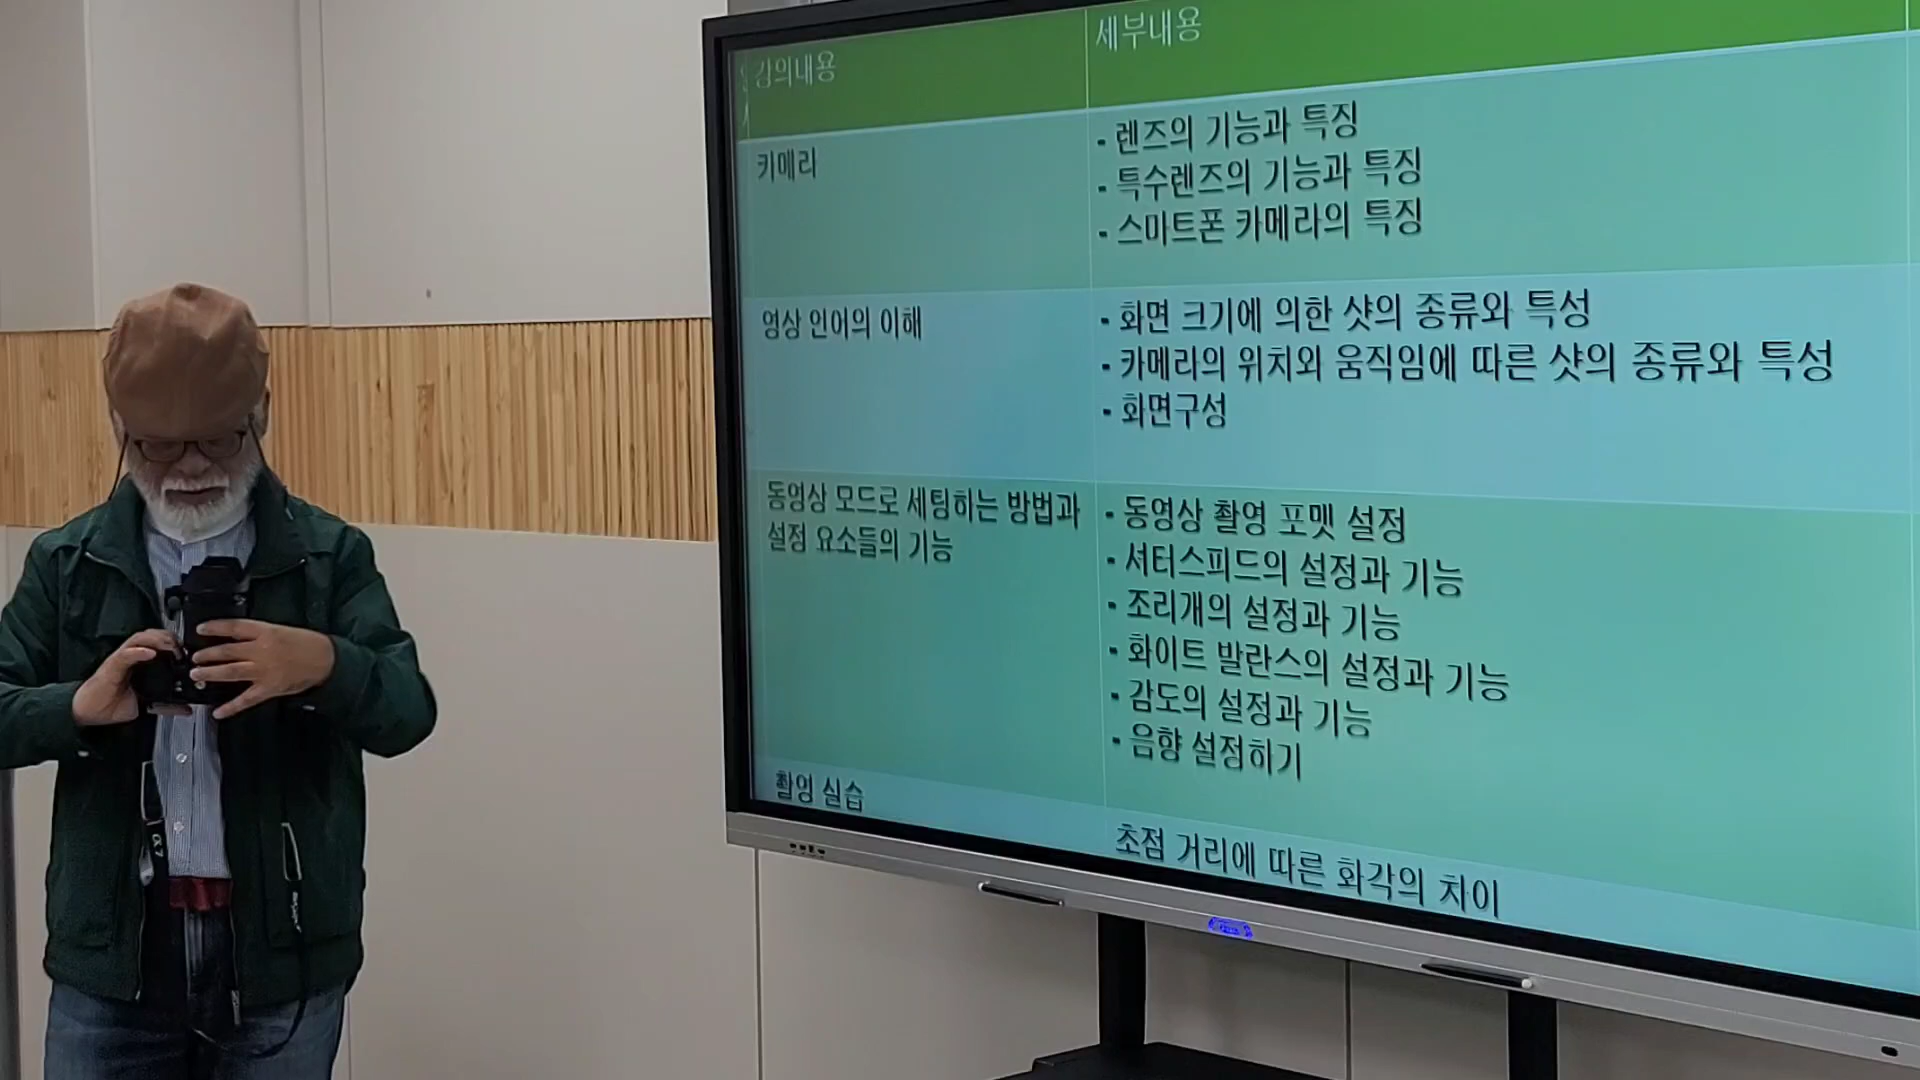 강의내용
세부내용
카메라
- 렌즈의 기능과 특징
- 특수렌즈의 기능과 특징
- 스마트폰 카메라의 특징
영상 언어의 이해
- 화면 크기에 의한 샷의 종류와 특성
- 카메라의 위치와 움직임에 따른 샷의 종류와 특성
- 화면구성
동영상 모드로 세팅하는 방법과
설정 요소들의 기능
- 동영상 촬영 포맷 설정
- 셔터스피드의 설정과 기능
- 조리개의 설정과 기능
- 화이트 발란스의 설정과 기능
- 감도의 설정과 기능
- 음향 설정하기
촬영 실습
초점 거리에 따른 화각의 차이